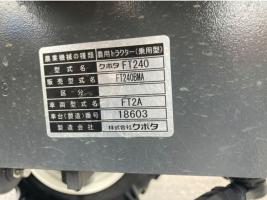 農業機械の種類 農用トラクター(乗用型)
型式名 クボタ FT240
販売型式名 FT240BMA
区分
車両型式名 FT2A
車台(製造)番号 18603
製造会社 株式会社クボタ